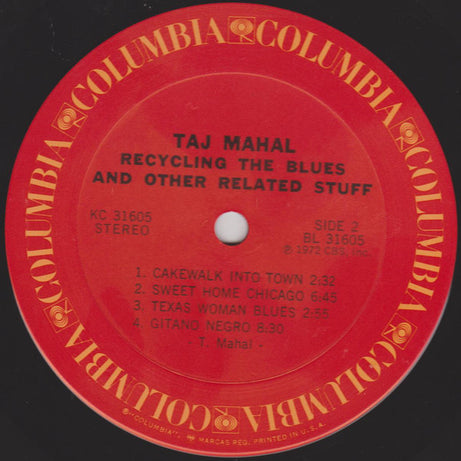 COLUMBIA COLUMBIA COLUMBIA COLUMBIA COLUMBIA COLUMBIA
TAJ MAHAL
RECYCLING THE BLUES
AND OTHER RELATED STUFF
KC 31605
STEREO
SIDE 2
BL 31605
℗ 1972 CBS, Inc.
1. CAKEWALK INTO TOWN 2:32
2. SWEET HOME CHICAGO 6:45
3. TEXAS WOMAN BLUES 2:55
4. GITANO NEGRO 8:30
- T. Mahal -
®"COLUMBIA", MARCAS REG. PRINTED IN U.S.A.